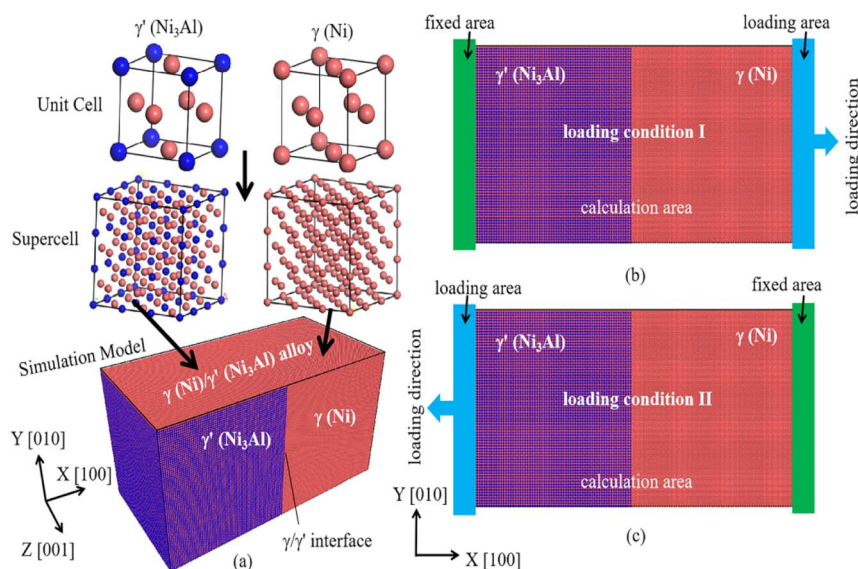 γ' (Ni₃Al)
γ (Ni)
Unit Cell
Supercell
Simulation Model
γ (Ni)/γ' (Ni₃Al) alloy
γ' (Ni₃Al)
γ (Ni)
γ/γ' interface
Y [010]
X [100]
Z [001]
(a)
fixed area
loading area
γ' (Ni₃Al)
γ (Ni)
loading condition I
calculation area
loading direction
(b)
loading area
fixed area
γ' (Ni₃Al)
γ (Ni)
loading condition II
calculation area
loading direction
Y [010]
X [100]
(c)